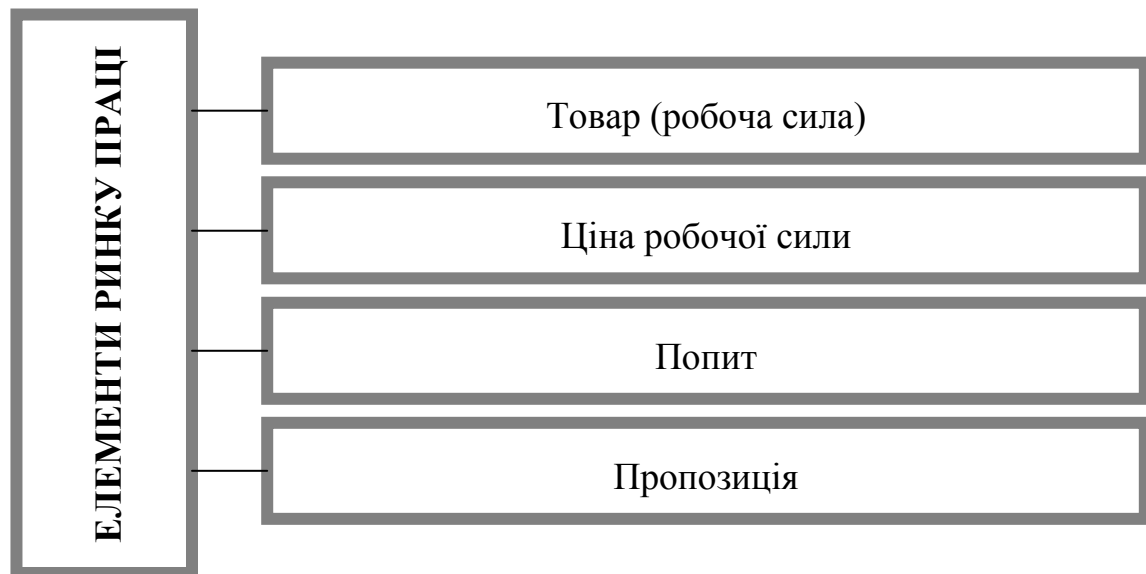 ЕЛЕМЕНТИ РИНКУ ПРАЦІ
Товар (робоча сила)
Ціна робочої сили
Попит
Пропозиція